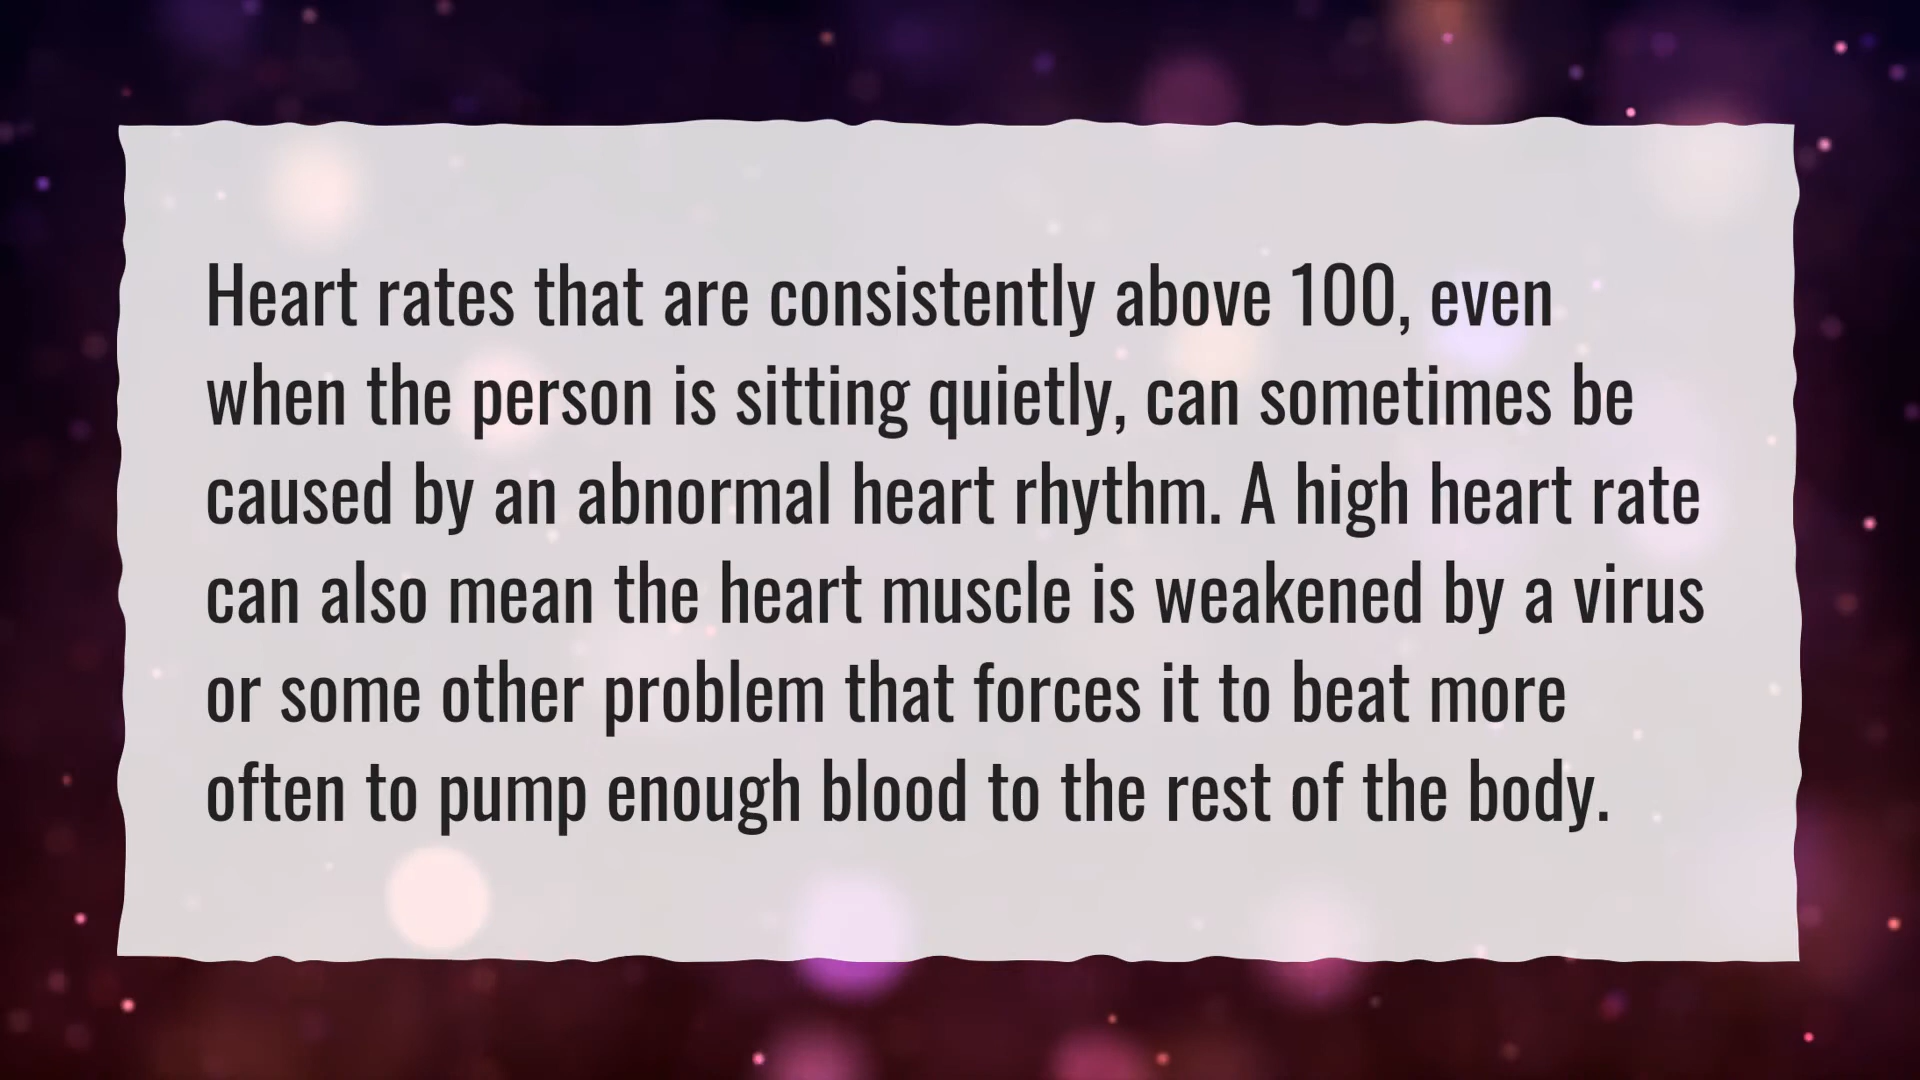 Heart rates that are consistently above 100, even
when the person is sitting quietly, can sometimes be
caused by an abnormal heart rhythm. A high heart rate
can also mean the heart muscle is weakened by a virus
or some other problem that forces it to beat more
often to pump enough blood to the rest of the body.